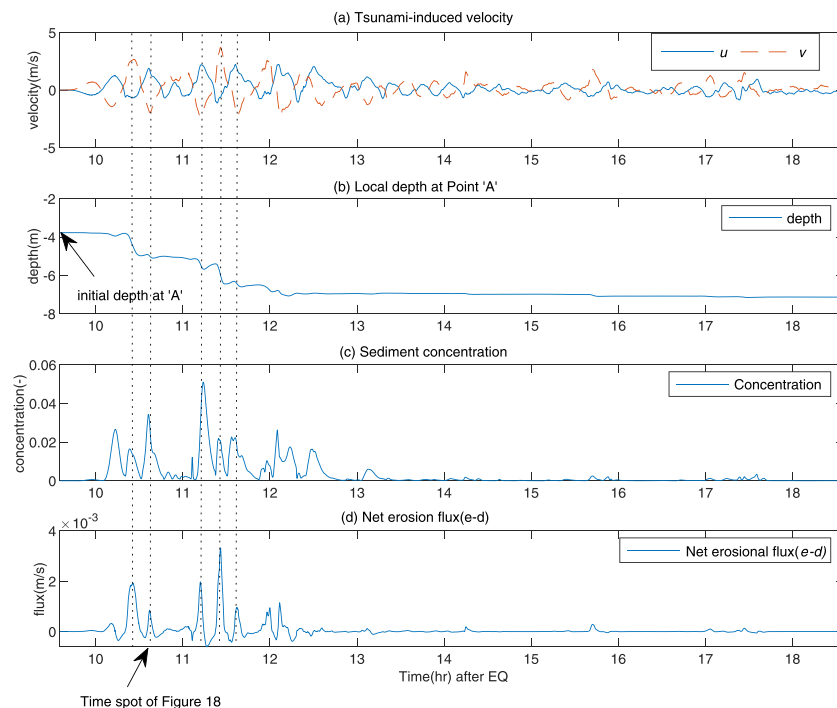 (a) Tsunami-induced velocity
5
0
-5
velocity(m/s)
u v
10 11 12 13 14 15 16 17 18
(b) Local depth at Point 'A'
-2
-4
-6
-8
depth(m)
depth
initial depth at 'A'
10 11 12 13 14 15 16 17 18
(c) Sediment concentration
0.06
0.04
0.02
0
concentration(-)
Concentration
10 11 12 13 14 15 16 17 18
(d) Net erosion flux(e-d)
× 10-3
4
2
0
flux(m/s)
Net erosional flux(e-d)
10 11 12 13 14 15 16 17 18
Time(hr) after EQ
Time spot of Figure 18